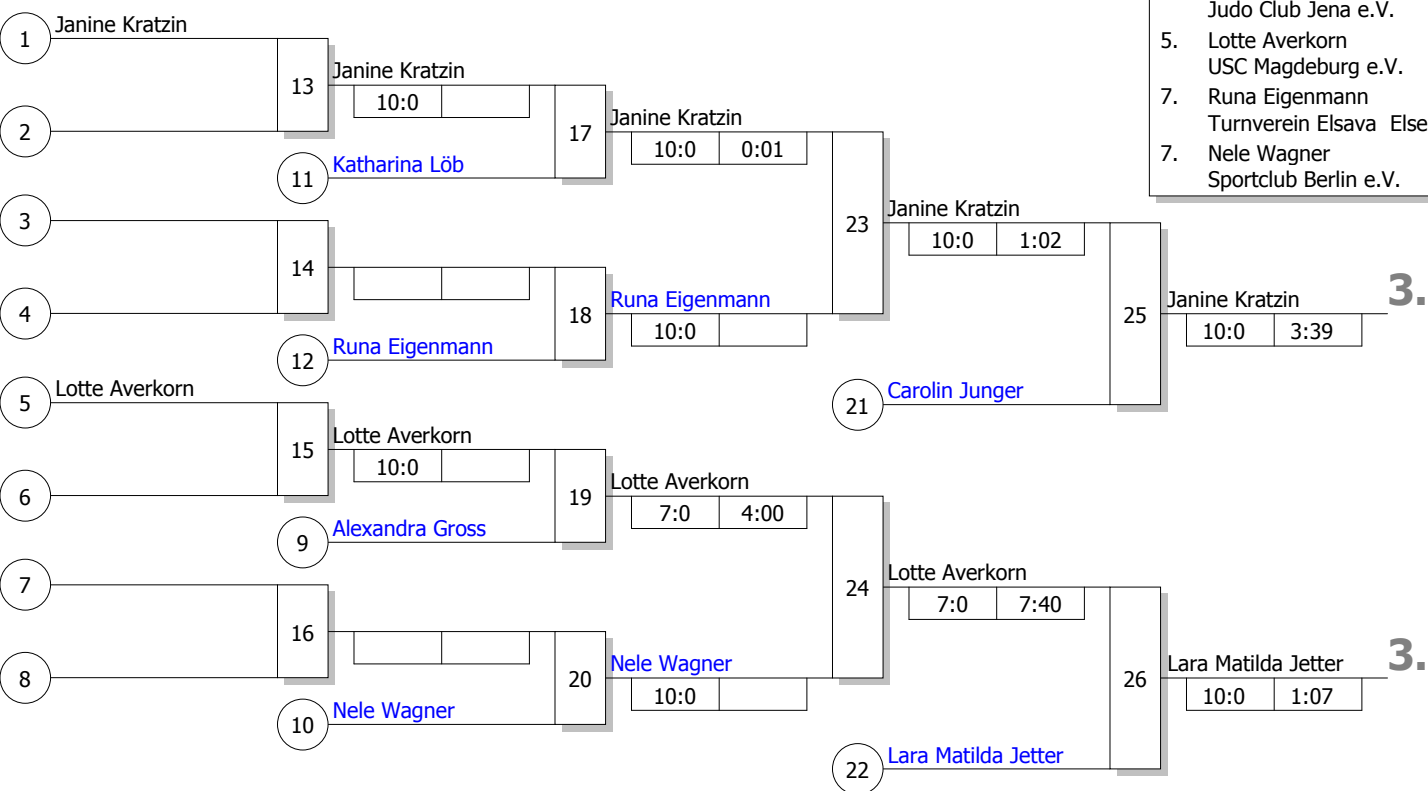 Judo Club Jena e.V.
5. Lotte Averkorn
USC Magdeburg e.V.
7. Runa Eigenmann
Turnverein Elsava Else
7. Nele Wagner
Sportclub Berlin e.V.
1 Janine Kratzin
13 Janine Kratzin
10:0
2
17 Janine Kratzin
10:0 0:01
11 Katharina Löb
3
23 Janine Kratzin
10:0 1:02
14
4
18 Runa Eigenmann
10:0
12 Runa Eigenmann
25 Janine Kratzin 3.
10:0 3:39
5 Lotte Averkorn
21 Carolin Junger
15 Lotte Averkorn
10:0
6
19 Lotte Averkorn
7:0 4:00
9 Alexandra Gross
7
24 Lotte Averkorn
7:0 7:40
16
8
20 Nele Wagner
10:0
10 Nele Wagner
26 Lara Matilda Jetter 3.
10:0 1:07
22 Lara Matilda Jetter